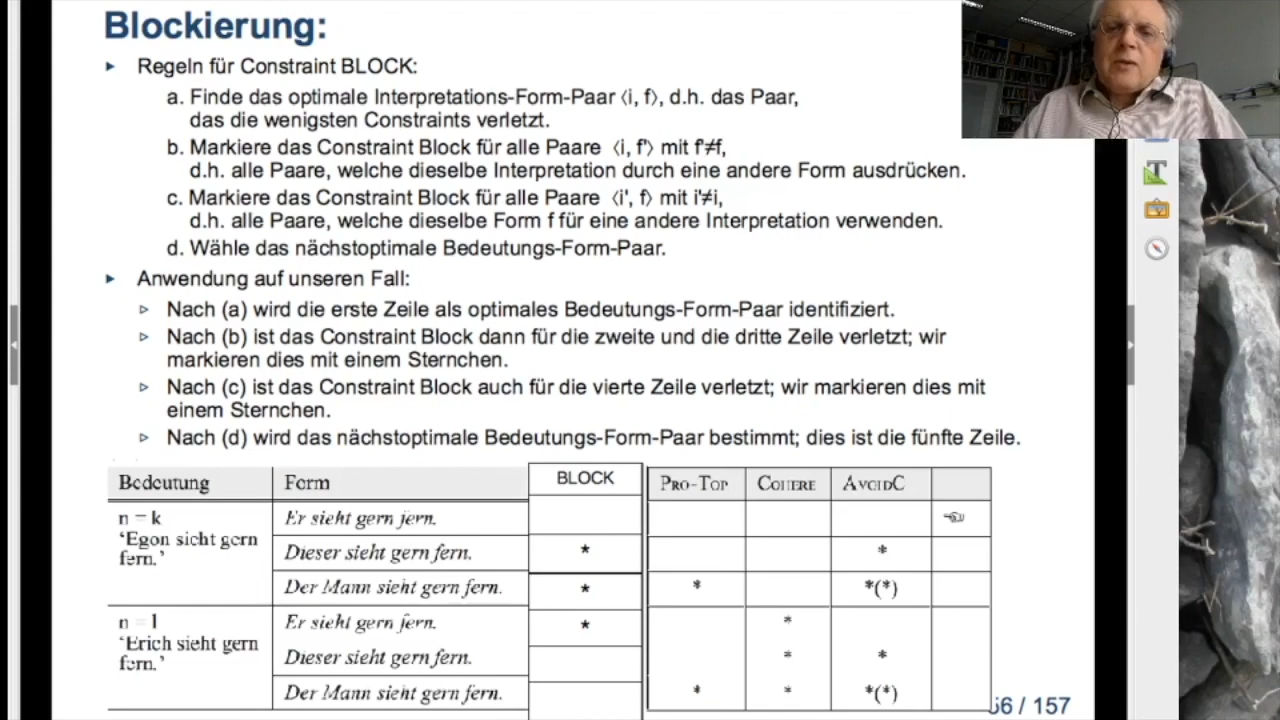 Blockierung:
Regeln für Constraint BLOCK:
a. Finde das optimale Interpretations-Form-Paar ⟨i, f⟩, d.h. das Paar,
das die wenigsten Constraints verletzt.
b. Markiere das Constraint Block für alle Paare ⟨i, f'⟩ mit f'≠f,
d.h. alle Paare, welche dieselbe Interpretation durch eine andere Form ausdrücken.
c. Markiere das Constraint Block für alle Paare ⟨i', f⟩ mit i'≠i,
d.h. alle Paare, welche dieselbe Form f für eine andere Interpretation verwenden.
d. Wähle das nächstoptimale Bedeutungs-Form-Paar.
Anwendung auf unseren Fall:
Nach (a) wird die erste Zeile als optimales Bedeutungs-Form-Paar identifiziert.
Nach (b) ist das Constraint Block dann für die zweite und die dritte Zeile verletzt; wir
markieren dies mit einem Sternchen.
Nach (c) ist das Constraint Block auch für die vierte Zeile verletzt; wir markieren dies mit
einem Sternchen.
Nach (d) wird das nächstoptimale Bedeutungs-Form-Paar bestimmt; dies ist die fünfte Zeile.
Bedeutung Form BLOCK PRO-TOP COHERE AVOIDC
n = k Er sieht gern fern.
'Egon sieht gern
fern.'
Dieser sieht gern fern. * *
Der Mann sieht gern fern. * * *(*)
n = l Er sieht gern fern. * *
'Erich sieht gern
fern.'
Dieser sieht gern fern. * *
Der Mann sieht gern fern. * * *(*)
56 / 157